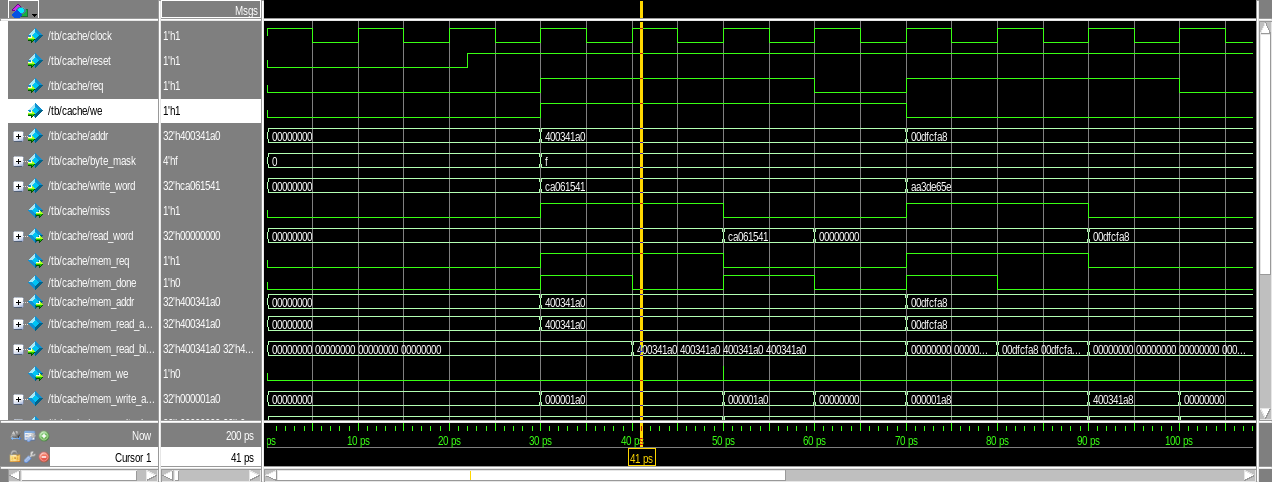 Msgs
/tb/cache/clock 1'h1
/tb/cache/reset 1'h1
/tb/cache/req 1'h1
/tb/cache/we 1'h1
/tb/cache/addr 32'h400341a0 00000000 400341a0 00dfcfa8
/tb/cache/byte_mask 4'hf 0 f
/tb/cache/write_word 32'hca061541 00000000 ca061541 aa3de65e
/tb/cache/miss 1'h1
/tb/cache/read_word 32'h00000000 00000000 ca061541 00000000 00dfcfa8
/tb/cache/mem_req 1'h1
/tb/cache/mem_done 1'h0
/tb/cache/mem_addr 32'h400341a0 00000000 400341a0 00dfcfa8
/tb/cache/mem_read_a... 32'h400341a0 00000000 400341a0 00dfcfa8
/tb/cache/mem_read_bl... 32'h400341a0 32'h4... 00000000 00000000 00000000 00000000 400341a0 400341a0 400341a0 400341a0 00000000 00000... 00dfcfa8 00dfcfa... 00000000 00000000 00000000 000...
/tb/cache/mem_we 1'h0
/tb/cache/mem_write_a... 32'h000001a0 00000000 000001a0 000001a0 00000000 000001a8 400341a8 00000000
Now 200 ps ps 10 ps 20 ps 30 ps 40 ps 50 ps 60 ps 70 ps 80 ps 90 ps 100 ps
Cursor 1 41 ps 41 ps